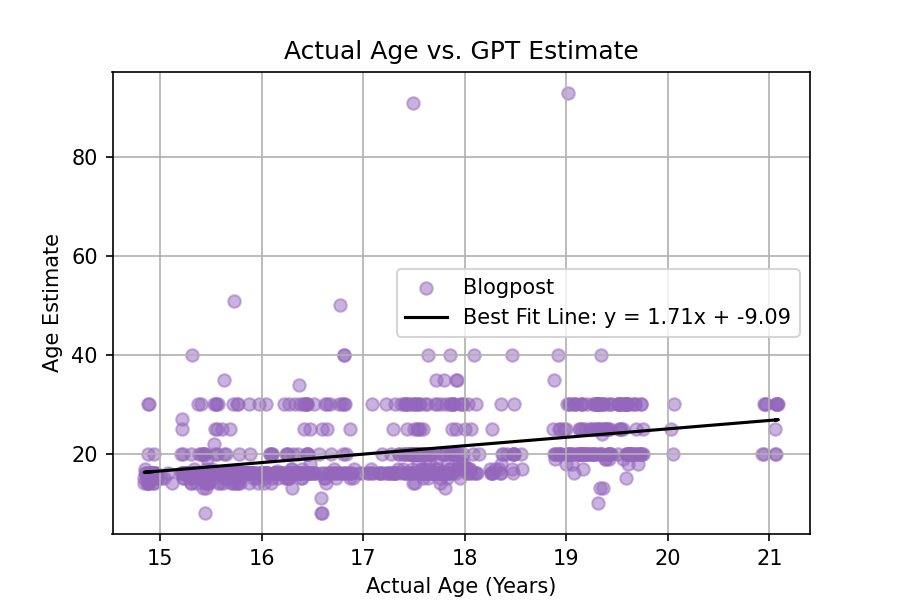 Actual Age vs. GPT Estimate
80
60
40
20
Age Estimate
Blogpost
Best Fit Line: y = 1.71x + -9.09
15 16 17 18 19 20 21
Actual Age (Years)